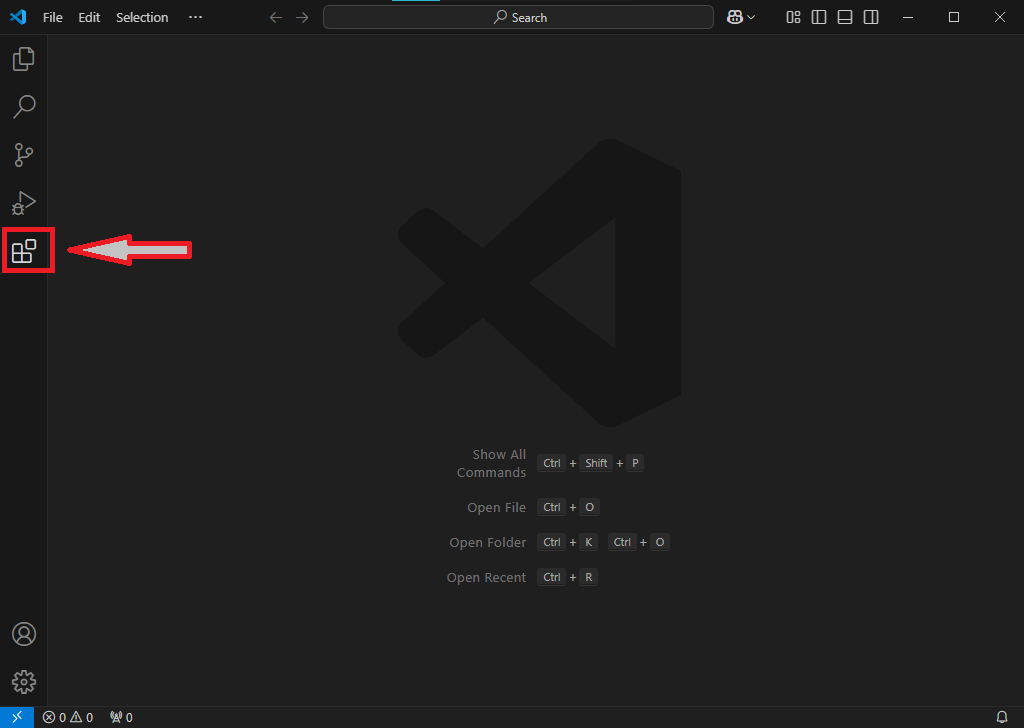 File Edit Selection ··· Search
Show All
Commands Ctrl + Shift + P
Open File Ctrl + O
Open Folder Ctrl + K Ctrl + O
Open Recent Ctrl + R
0 0 0